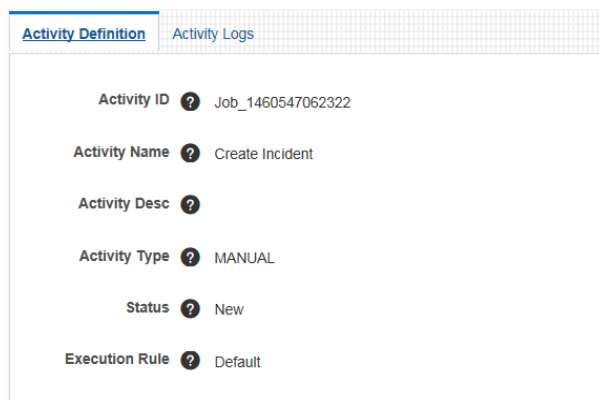 Activity Definition Activity Logs
Activity ID ? Job_1460547062322
Activity Name ? Create Incident
Activity Desc ?
Activity Type ? MANUAL
Status ? New
Execution Rule ? Default